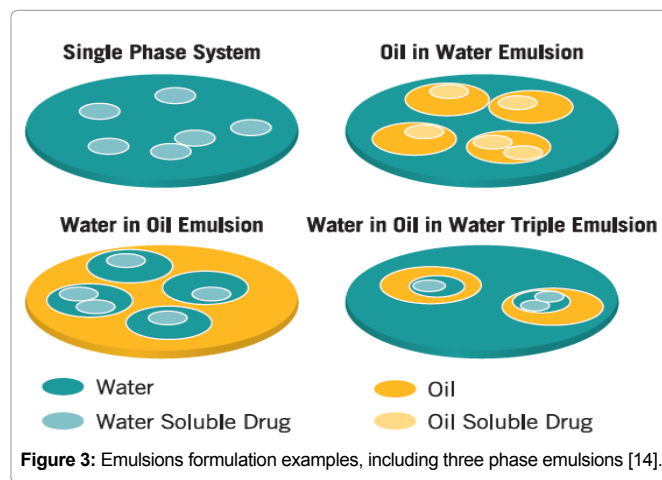 Single Phase System
Oil in Water Emulsion
Water in Oil Emulsion
Water in Oil in Water Triple Emulsion
Water
Oil
Water Soluble Drug
Oil Soluble Drug
Figure 3: Emulsions formulation examples, including three phase emulsions [14].